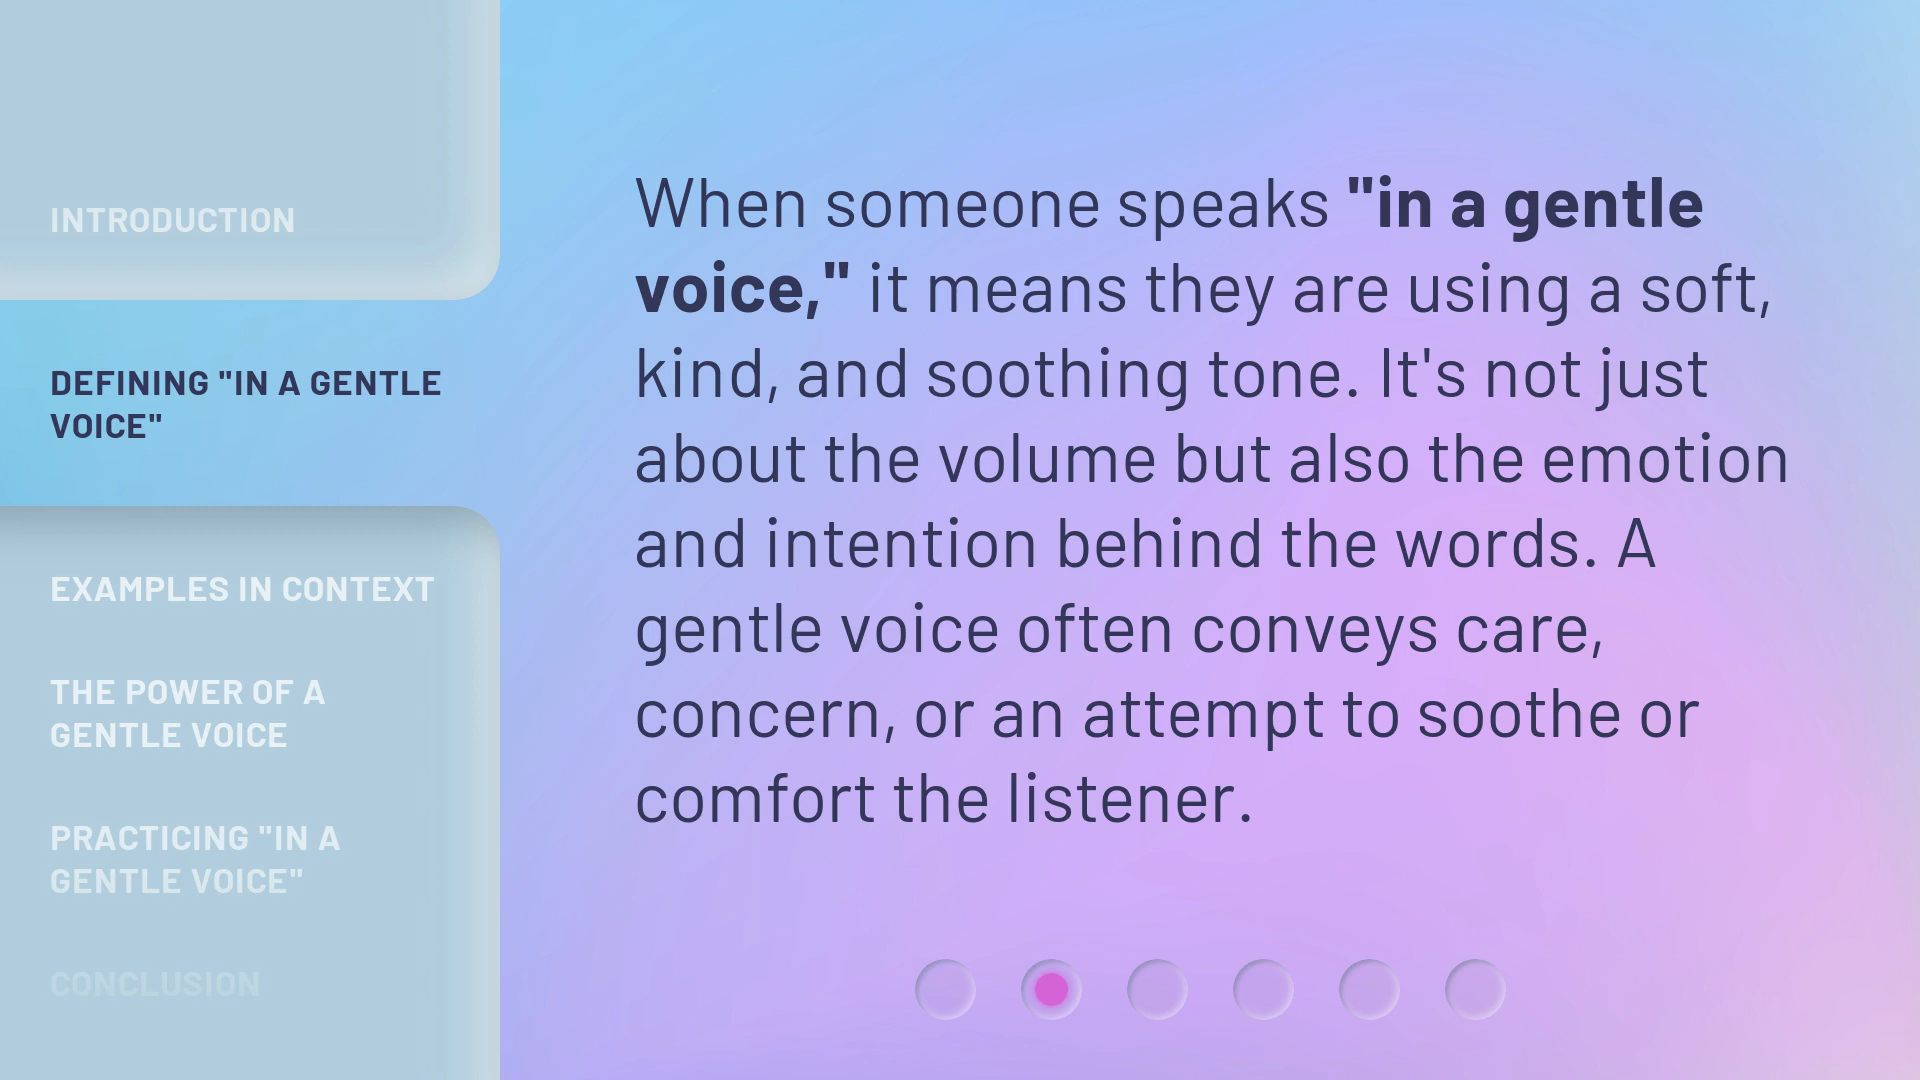 INTRODUCTION
DEFINING "IN A GENTLE
VOICE"
EXAMPLES IN CONTEXT
THE POWER OF A
GENTLE VOICE
PRACTICING "IN A
GENTLE VOICE"
CONCLUSION
When someone speaks "in a gentle
voice," it means they are using a soft,
kind, and soothing tone. It's not just
about the volume but also the emotion
and intention behind the words. A
gentle voice often conveys care,
concern, or an attempt to soothe or
comfort the listener.